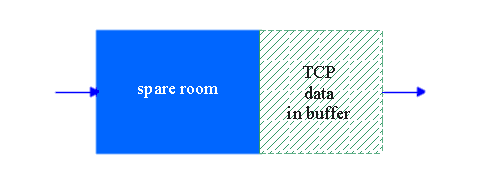 spare room
TCP
data
in buffer